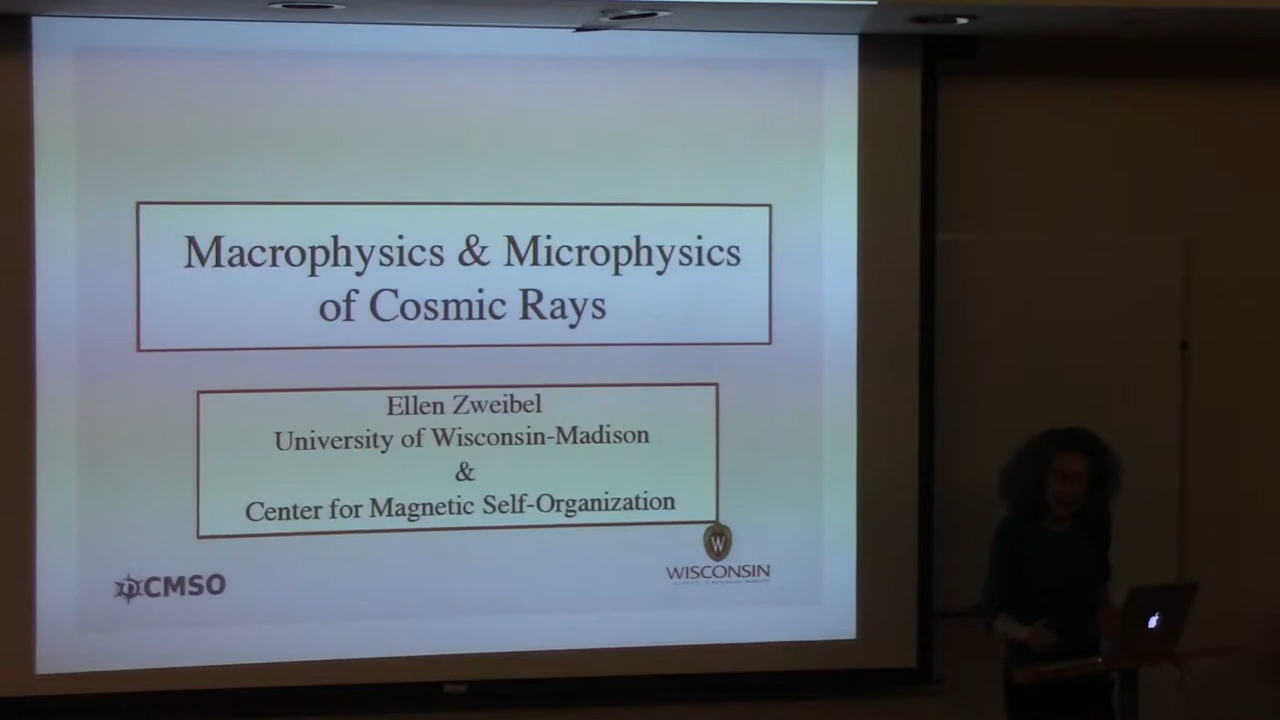 Macrophysics & Microphysics
of Cosmic Rays
Ellen Zweibel
University of Wisconsin-Madison
&
Center for Magnetic Self-Organization
CMSO
W
WISCONSIN